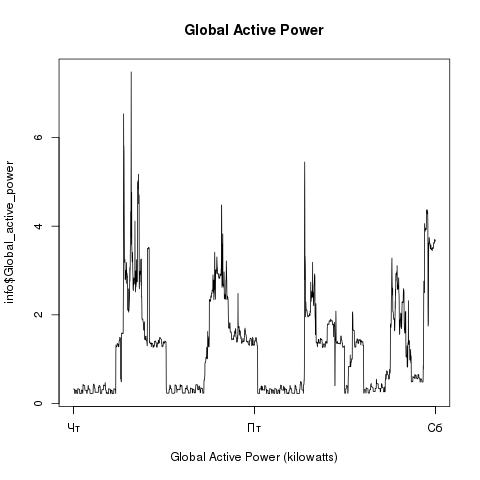 Global Active Power
info$Global_active_power
6
4
2
0
Чт
Пт
Сб
Global Active Power (kilowatts)